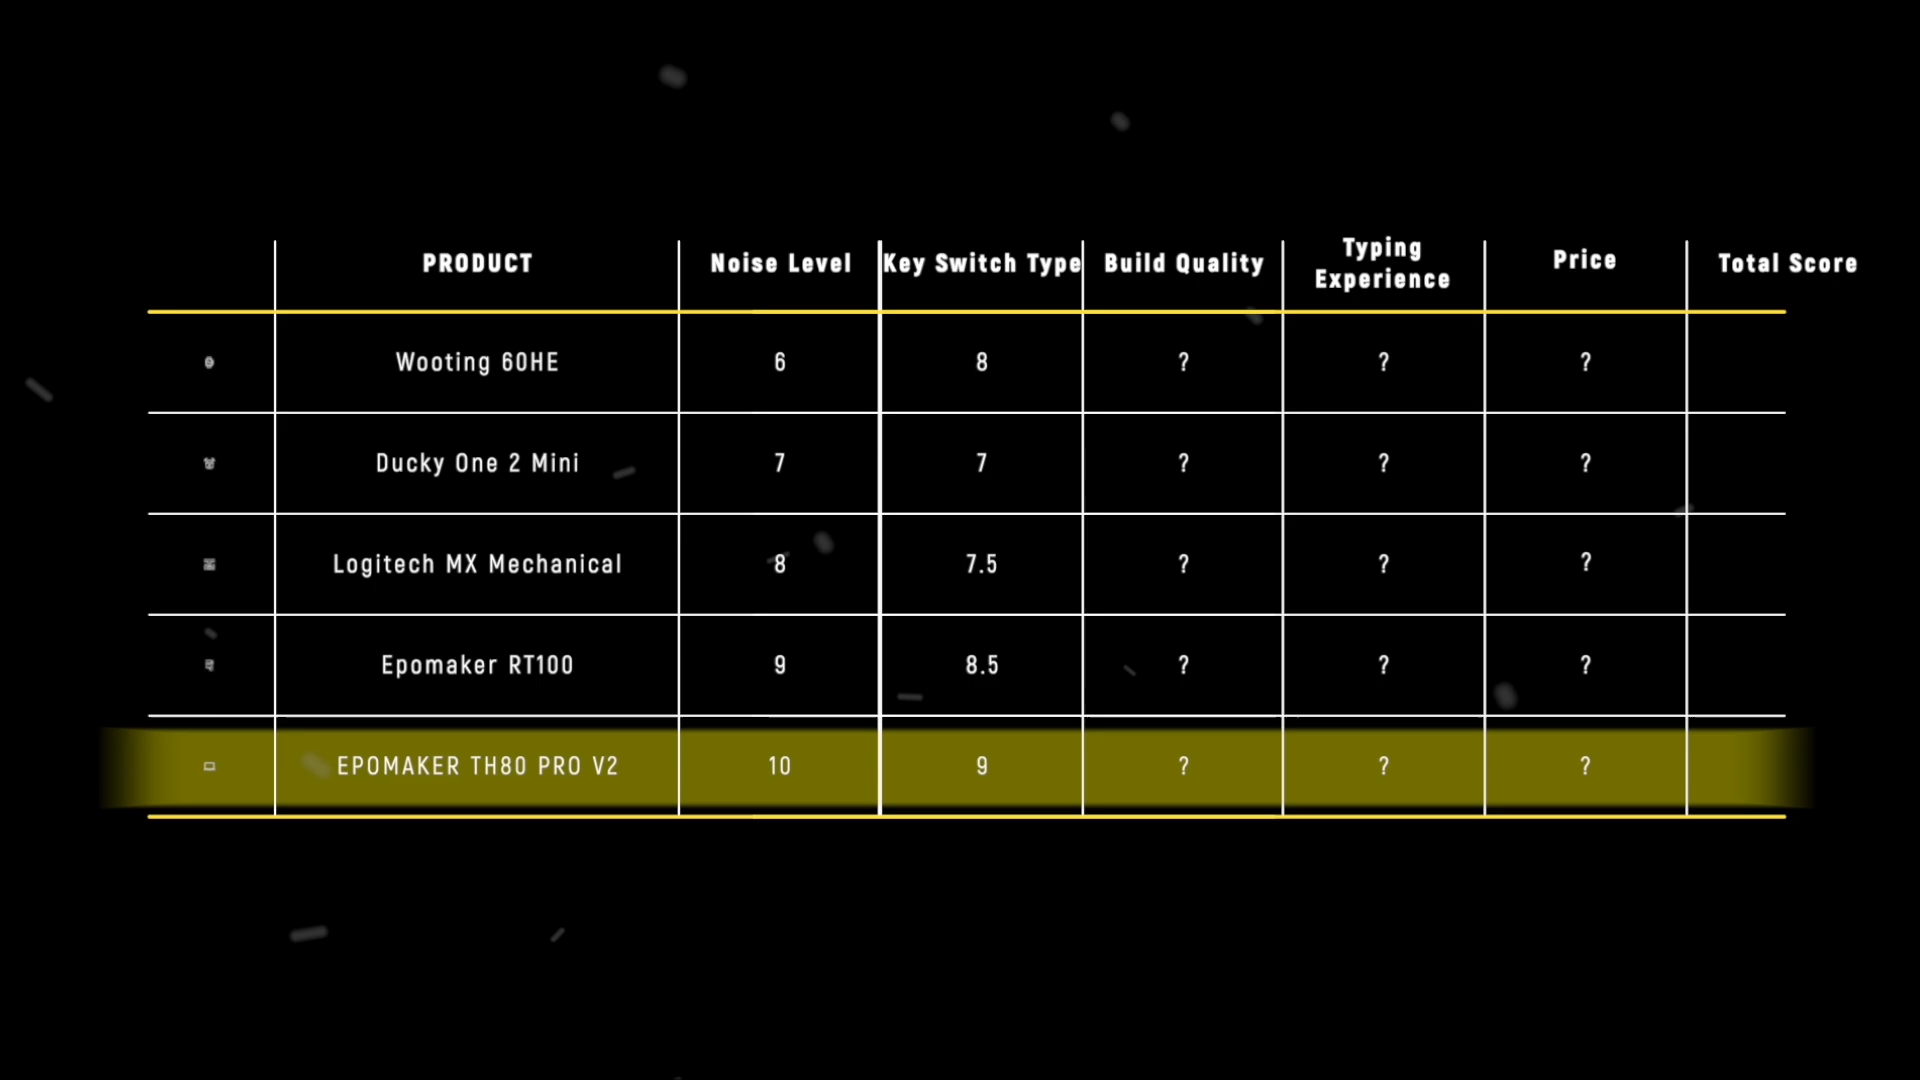 PRODUCT Noise Level Key Switch Type Build Quality Typing Experience Price Total Score
Wooting 60HE 6 8 ? ? ?
Ducky One 2 Mini 7 7 ? ? ?
Logitech MX Mechanical 8 7.5 ? ? ?
Epomaker RT100 9 8.5 ? ? ?
EPOMAKER TH80 PRO V2 10 9 ? ? ?